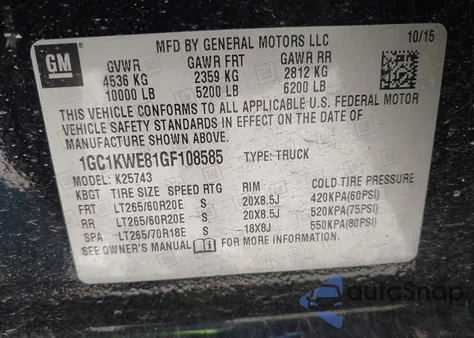 GM
MFD BY GENERAL MOTORS LLC 10/15
GVWR GAWR FRT GAWR RR
4536 KG 2359 KG 2812 KG
10000 LB 5200 LB 6200 LB
THIS VEHICLE CONFORMS TO ALL APPLICABLE U.S. FEDERAL MOTOR
VEHICLE SAFETY STANDARDS IN EFFECT ON THE DATE OF
MANUFACTURE SHOWN ABOVE.
1GC1KWE81GF108585 TYPE: TRUCK
MODEL: K25743
KBGT TIRE SIZE SPEED RTG RIM COLD TIRE PRESSURE
FRT LT265/60R20E S 20X8.5J 420KPA(60PSI)
RR LT265/60R20E S 20X8.5J 520KPA(75PSI)
SPA LT265/70R18E S 18X8J 550KPA(80PSI)
SEE OWNER'S MANUAL FOR MORE INFORMATION.
autoSnap